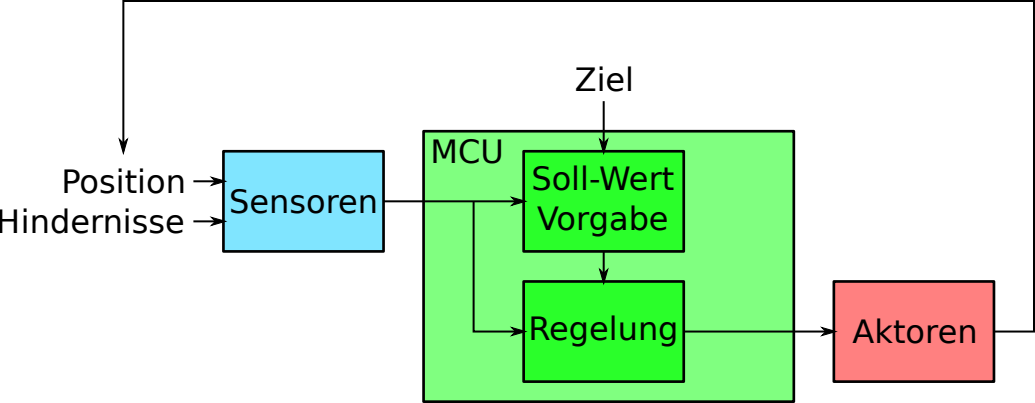 Ziel
MCU
Position
Hindernisse
Sensoren
Soll-Wert
Vorgabe
Regelung
Aktoren